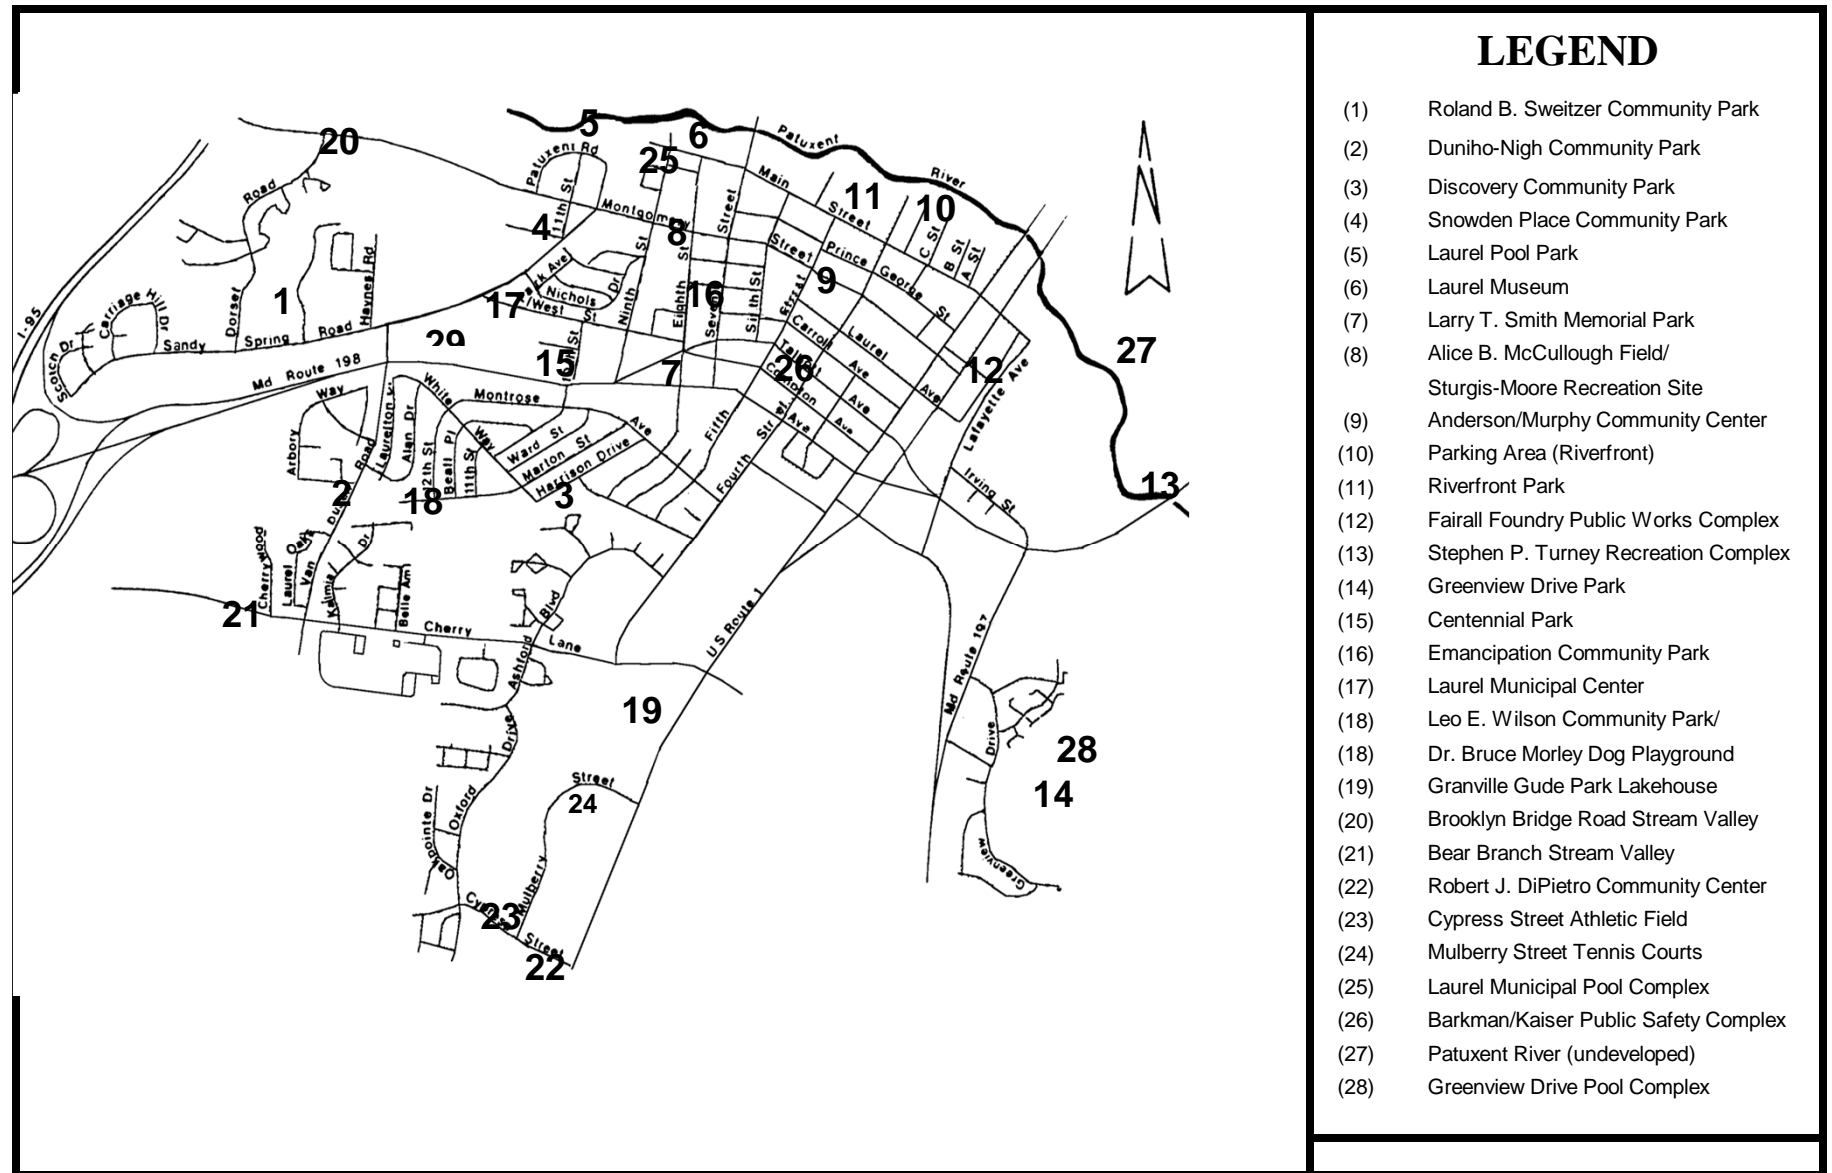 20
5
6
Patuxent
River
25
Patuxent Rd
Main
Street
11
10
Road
11th St
4
Montgomery
8
Street
C St
B St
A St
Street
Prince
George
St
9
1
Haynes Rd
Dorset
Carriage Hill Dr
I-95
Scotch Dr
Sandy
Spring
Road
17
Nichols
Dr
West
St
Ninth
St
Eighth
St
16
29
15
7
Carroll
Ave
Laurel
Ave
26
Ave
Ave
12
Lafayette Ave
27
Md Route 198
Way
White
Way
Montrose
Ave
Arbory
Road
Alan Dr
12th St
Beall Pl
11th St
Ward St
Marton St
Harrison Drive
Fifth
Fourth
Irving St
13
2
18
3
Cherrywood
Laurel
Oaks
Van
Kalmia
Dr
Belle Ami
21
Cherry
Lane
Ashford
Blvd
U S Route 1
Md Route 197
19
Drive
Oxford
Oakpointe Dr
Street
24
Mulberry
Cypress
23
Street
22
Drive
28
14
Greenview
LEGEND
(1) Roland B. Sweitzer Community Park
(2) Duniho-Nigh Community Park
(3) Discovery Community Park
(4) Snowden Place Community Park
(5) Laurel Pool Park
(6) Laurel Museum
(7) Larry T. Smith Memorial Park
(8) Alice B. McCullough Field/
Sturgis-Moore Recreation Site
(9) Anderson/Murphy Community Center
(10) Parking Area (Riverfront)
(11) Riverfront Park
(12) Fairall Foundry Public Works Complex
(13) Stephen P. Turney Recreation Complex
(14) Greenview Drive Park
(15) Centennial Park
(16) Emancipation Community Park
(17) Laurel Municipal Center
(18) Leo E. Wilson Community Park/
(18) Dr. Bruce Morley Dog Playground
(19) Granville Gude Park Lakehouse
(20) Brooklyn Bridge Road Stream Valley
(21) Bear Branch Stream Valley
(22) Robert J. DiPietro Community Center
(23) Cypress Street Athletic Field
(24) Mulberry Street Tennis Courts
(25) Laurel Municipal Pool Complex
(26) Barkman/Kaiser Public Safety Complex
(27) Patuxent River (undeveloped)
(28) Greenview Drive Pool Complex